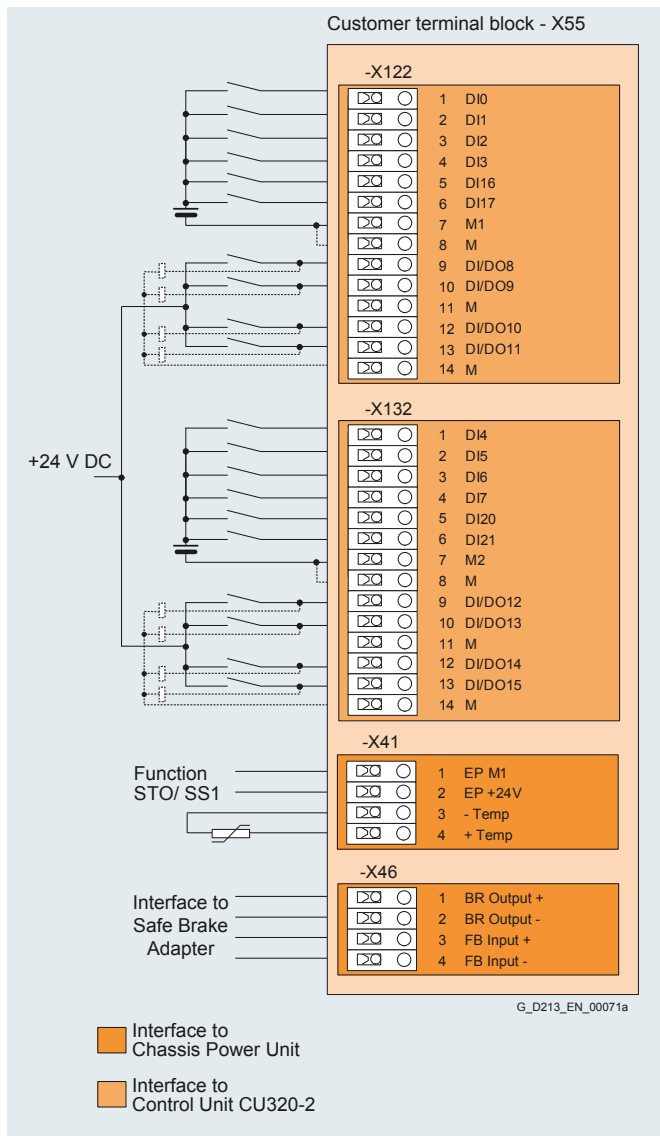 Customer terminal block - X55
-X122
1 DI0
2 DI1
3 DI2
4 DI3
5 DI16
6 DI17
7 M1
8 M
9 DI/DO8
10 DI/DO9
11 M
12 DI/DO10
13 DI/DO11
14 M
-X132
+24 V DC
1 DI4
2 DI5
3 DI6
4 DI7
5 DI20
6 DI21
7 M2
8 M
9 DI/DO12
10 DI/DO13
11 M
12 DI/DO14
13 DI/DO15
14 M
-X41
Function
STO/ SS1
1 EP M1
2 EP +24V
3 - Temp
4 + Temp
-X46
Interface to
Safe Brake
Adapter
1 BR Output +
2 BR Output -
3 FB Input +
4 FB Input -
G_D213_EN_00071a
Interface to
Chassis Power Unit
Interface to
Control Unit CU320-2